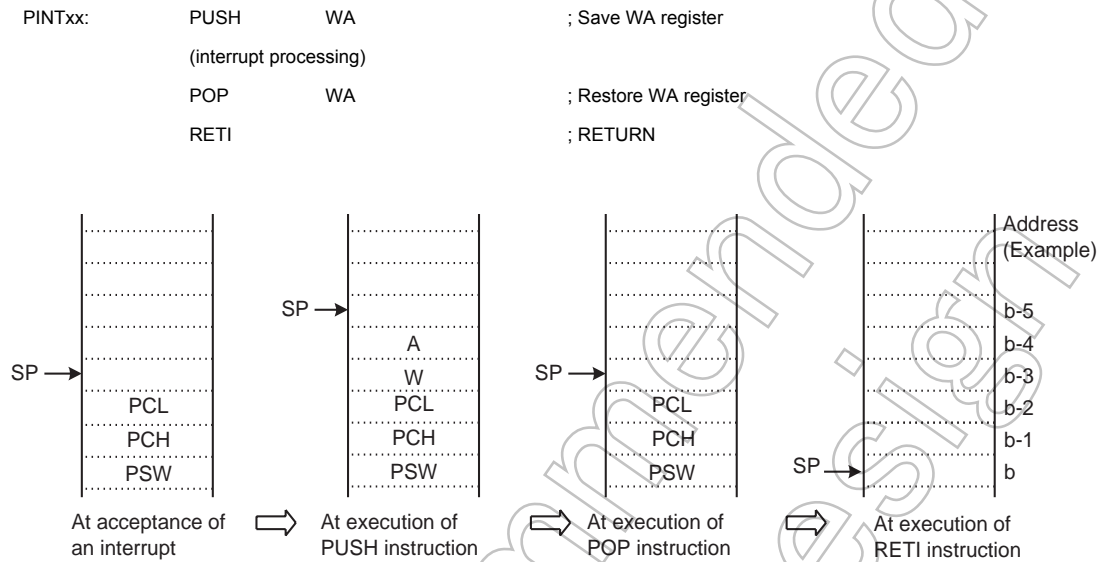 PINTxx: PUSH WA ; Save WA register
(interrupt processing)
POP WA ; Restore WA register
RETI ; RETURN
Address
(Example)
SP
b-5
A
b-4
SP
W
SP
b-3
PCL
PCL
PCL
b-2
PCH
PCH
PCH
b-1
PSW
PSW
PSW
SP
b
At acceptance of
an interrupt
At execution of
PUSH instruction
At execution of
POP instruction
At execution of
RETI instruction